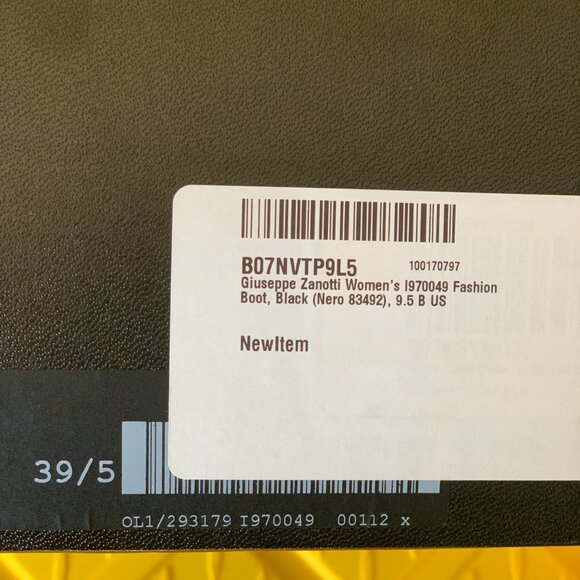 B07NVTP9L5 100170797
Giuseppe Zanotti Women's I970049 Fashion
Boot, Black (Nero 83492), 9.5 B US
NewItem
39/5
OL1/293179 I970049 00112 x